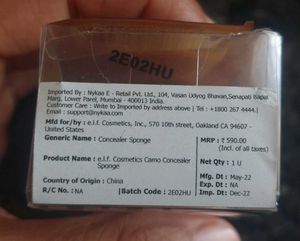 2E02HU
Imported By : Nykaa E - Retail Pvt. Ltd., 104, Vasan Udyog Bhavan,Senapati Bapat
Marg, Lower Parel, Mumbai - 400013 India.
Customer Care : Write to Importer by address above | Tel : +1800 267 4444.|
Email : support@nykaa.com
Mfd for/by : e.l.f. Cosmetics, Inc., 570 10th street, Oakland CA 94607 -
United States
Generic Name : Concealer Sponge
MRP : ₹ 590.00
(Incl. of all taxes)
Product Name : e.l.f. Cosmetics Camo Concealer
Sponge
Net Qty : 1 U
Country of Origin : China
R/C No. : NA |Batch Code : 2E02HU
Mfg Dt : May-22
Exp. Dt : NA
Imp. Dt: Dec-22